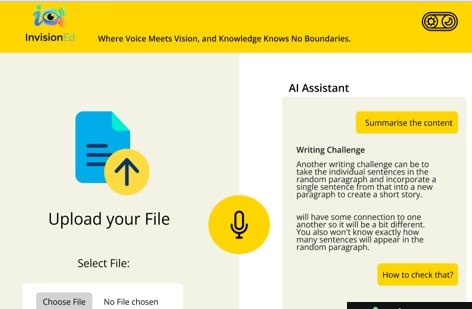 InvisionEd
Where Voice Meets Vision, and Knowledge Knows No Boundaries.
Upload your File
Select File:
Choose File No File chosen
AI Assistant
Summarise the content
Writing Challenge
Another writing challenge can be to
take the individual sentences in the
random paragraph and incorporate a
single sentence from that into a new
paragraph to create a short story.
will have some connection to one
another so it will be a bit different.
You also won't know exactly how
many sentences will appear in the
random paragraph.
How to check that?